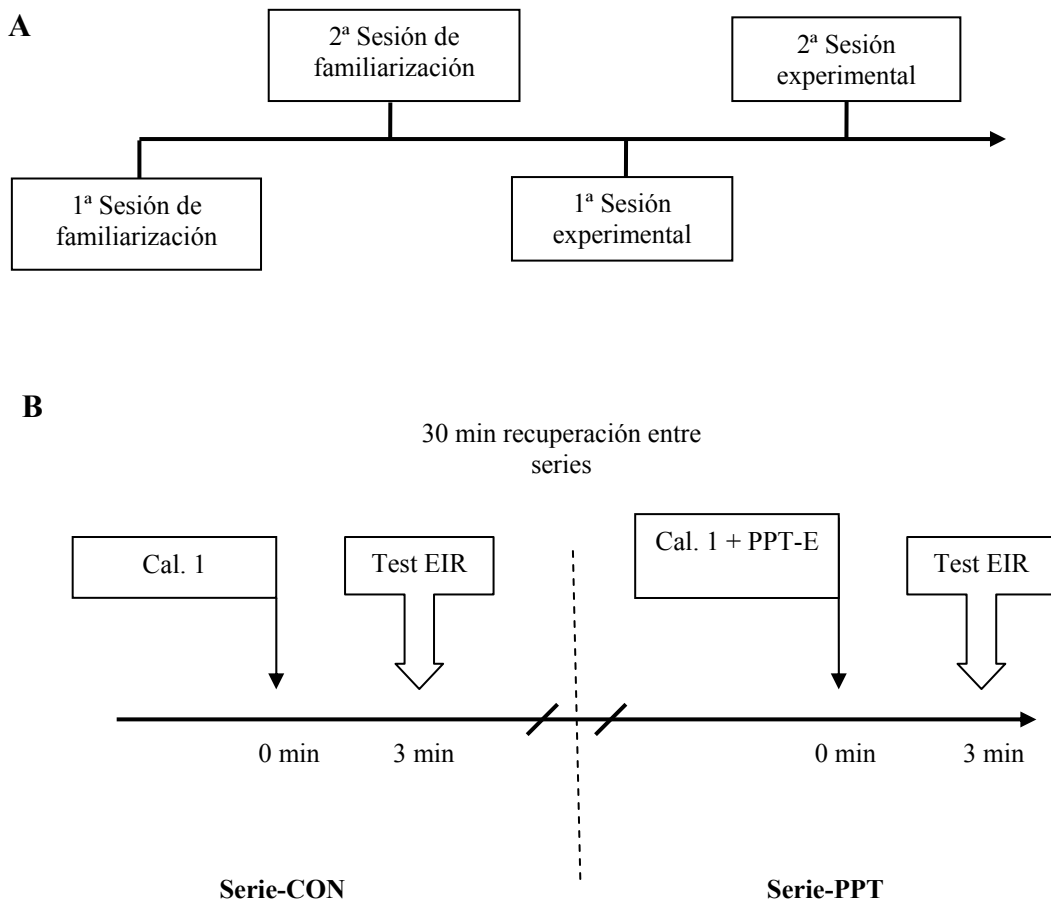 A
2ª Sesión de
familiarización
2ª Sesión
experimental
1ª Sesión de
familiarización
1ª Sesión
experimental
B
30 min recuperación entre
series
Cal. 1
Test EIR
Cal. 1 + PPT-E
Test EIR
0 min
3 min
0 min
3 min
Serie-CON
Serie-PPT